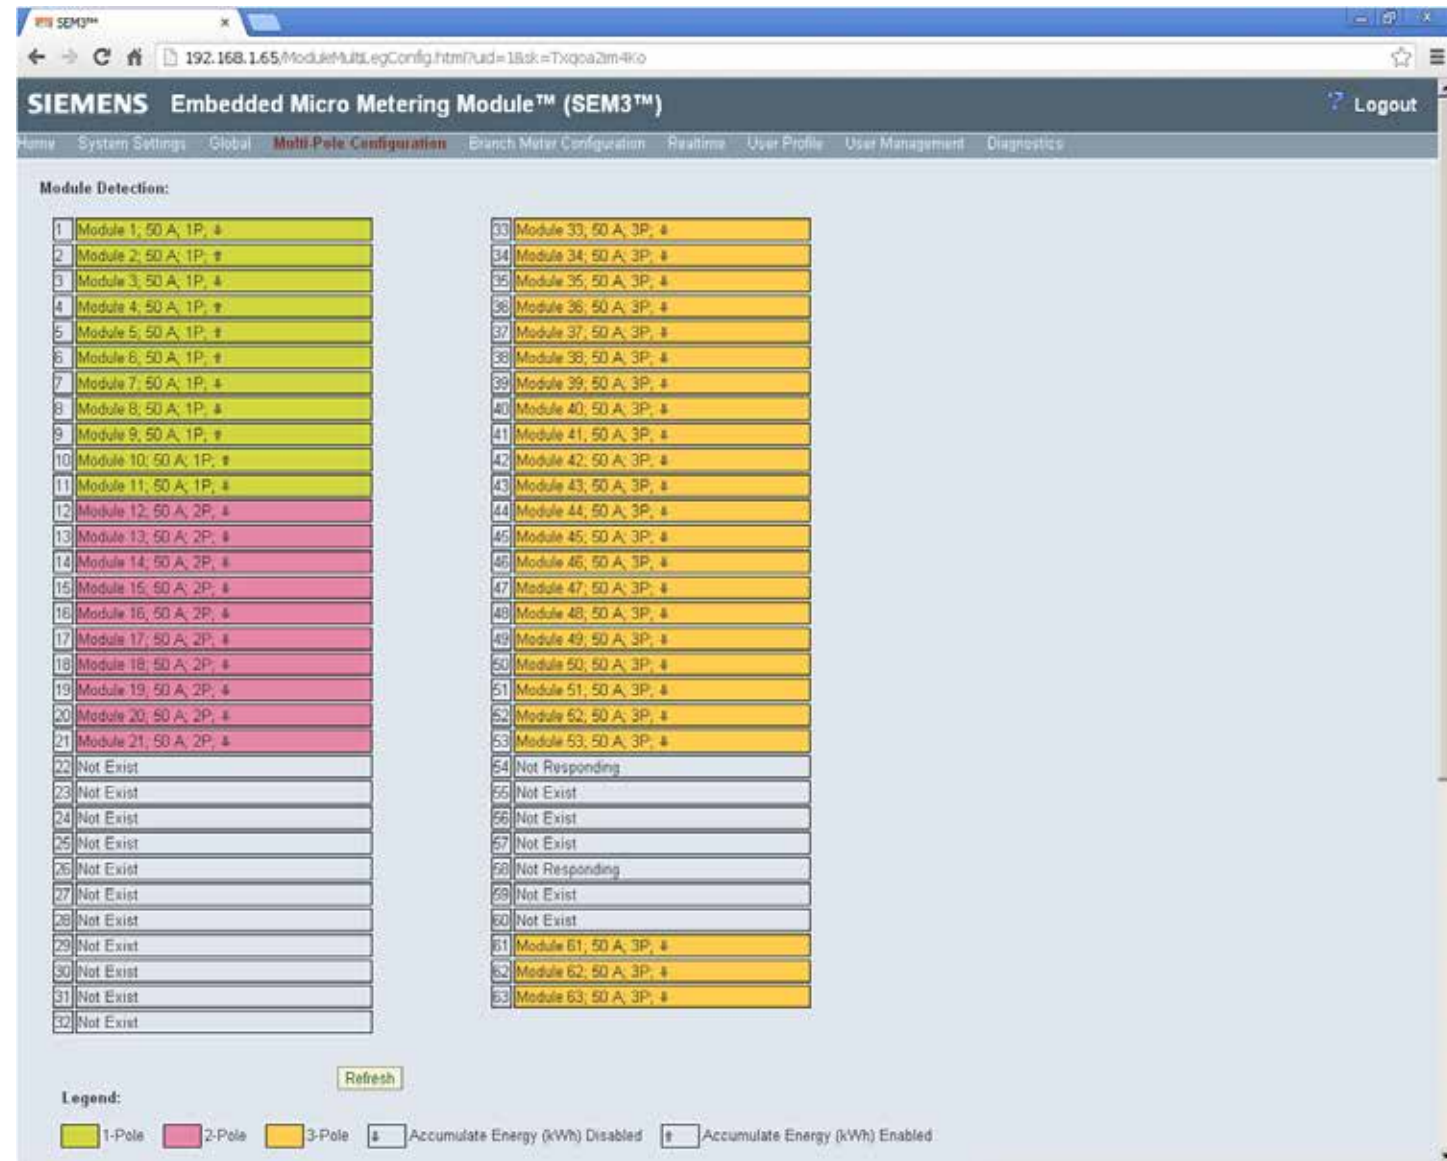 SEM3™ ×
192.168.1.65/ModuleMultiLegConfig.html?uid=1&sk=Txqoa2im4Ko
SIEMENS Embedded Micro Metering Module™ (SEM3™) ? Logout
Home System Settings Global Multi-Pole Configuration Branch Meter Configuration Realtime User Profile User Management Diagnostics
Module Detection:
1 Module 1; 50 A; 1P; ↓
2 Module 2; 50 A; 1P; ↑
3 Module 3; 50 A; 1P; ↓
4 Module 4; 50 A; 1P; ↑
5 Module 5; 50 A; 1P; ↑
6 Module 6; 50 A; 1P; ↑
7 Module 7; 50 A; 1P; ↓
8 Module 8; 50 A; 1P; ↓
9 Module 9; 50 A; 1P; ↑
10 Module 10; 50 A; 1P; ↑
11 Module 11; 50 A; 1P; ↓
12 Module 12; 50 A; 2P; ↓
13 Module 13; 50 A; 2P; ↓
14 Module 14; 50 A; 2P; ↓
15 Module 15; 50 A; 2P; ↓
16 Module 16; 50 A; 2P; ↓
17 Module 17; 50 A; 2P; ↓
18 Module 18; 50 A; 2P; ↓
19 Module 19; 50 A; 2P; ↓
20 Module 20; 50 A; 2P; ↓
21 Module 21; 50 A; 2P; ↓
22 Not Exist
23 Not Exist
24 Not Exist
25 Not Exist
26 Not Exist
27 Not Exist
28 Not Exist
29 Not Exist
30 Not Exist
31 Not Exist
32 Not Exist
33 Module 33; 50 A; 3P; ↓
34 Module 34; 50 A; 3P; ↓
35 Module 35; 50 A; 3P; ↓
36 Module 36; 50 A; 3P; ↓
37 Module 37; 50 A; 3P; ↓
38 Module 38; 50 A; 3P; ↓
39 Module 39; 50 A; 3P; ↓
40 Module 40; 50 A; 3P; ↓
41 Module 41; 50 A; 3P; ↓
42 Module 42; 50 A; 3P; ↓
43 Module 43; 50 A; 3P; ↓
44 Module 44; 50 A; 3P; ↓
45 Module 45; 50 A; 3P; ↓
46 Module 46; 50 A; 3P; ↓
47 Module 47; 50 A; 3P; ↓
48 Module 48; 50 A; 3P; ↓
49 Module 49; 50 A; 3P; ↓
50 Module 50; 50 A; 3P; ↓
51 Module 51; 50 A; 3P; ↓
52 Module 52; 50 A; 3P; ↓
53 Module 53; 50 A; 3P; ↓
54 Not Responding
55 Not Exist
56 Not Exist
57 Not Exist
58 Not Responding
59 Not Exist
60 Not Exist
61 Module 61; 50 A; 3P; ↓
62 Module 62; 50 A; 3P; ↓
63 Module 63; 50 A; 3P; ↓
Refresh
Legend:
1-Pole 2-Pole 3-Pole ↓ Accumulate Energy (kWh) Disabled ↑ Accumulate Energy (kWh) Enabled